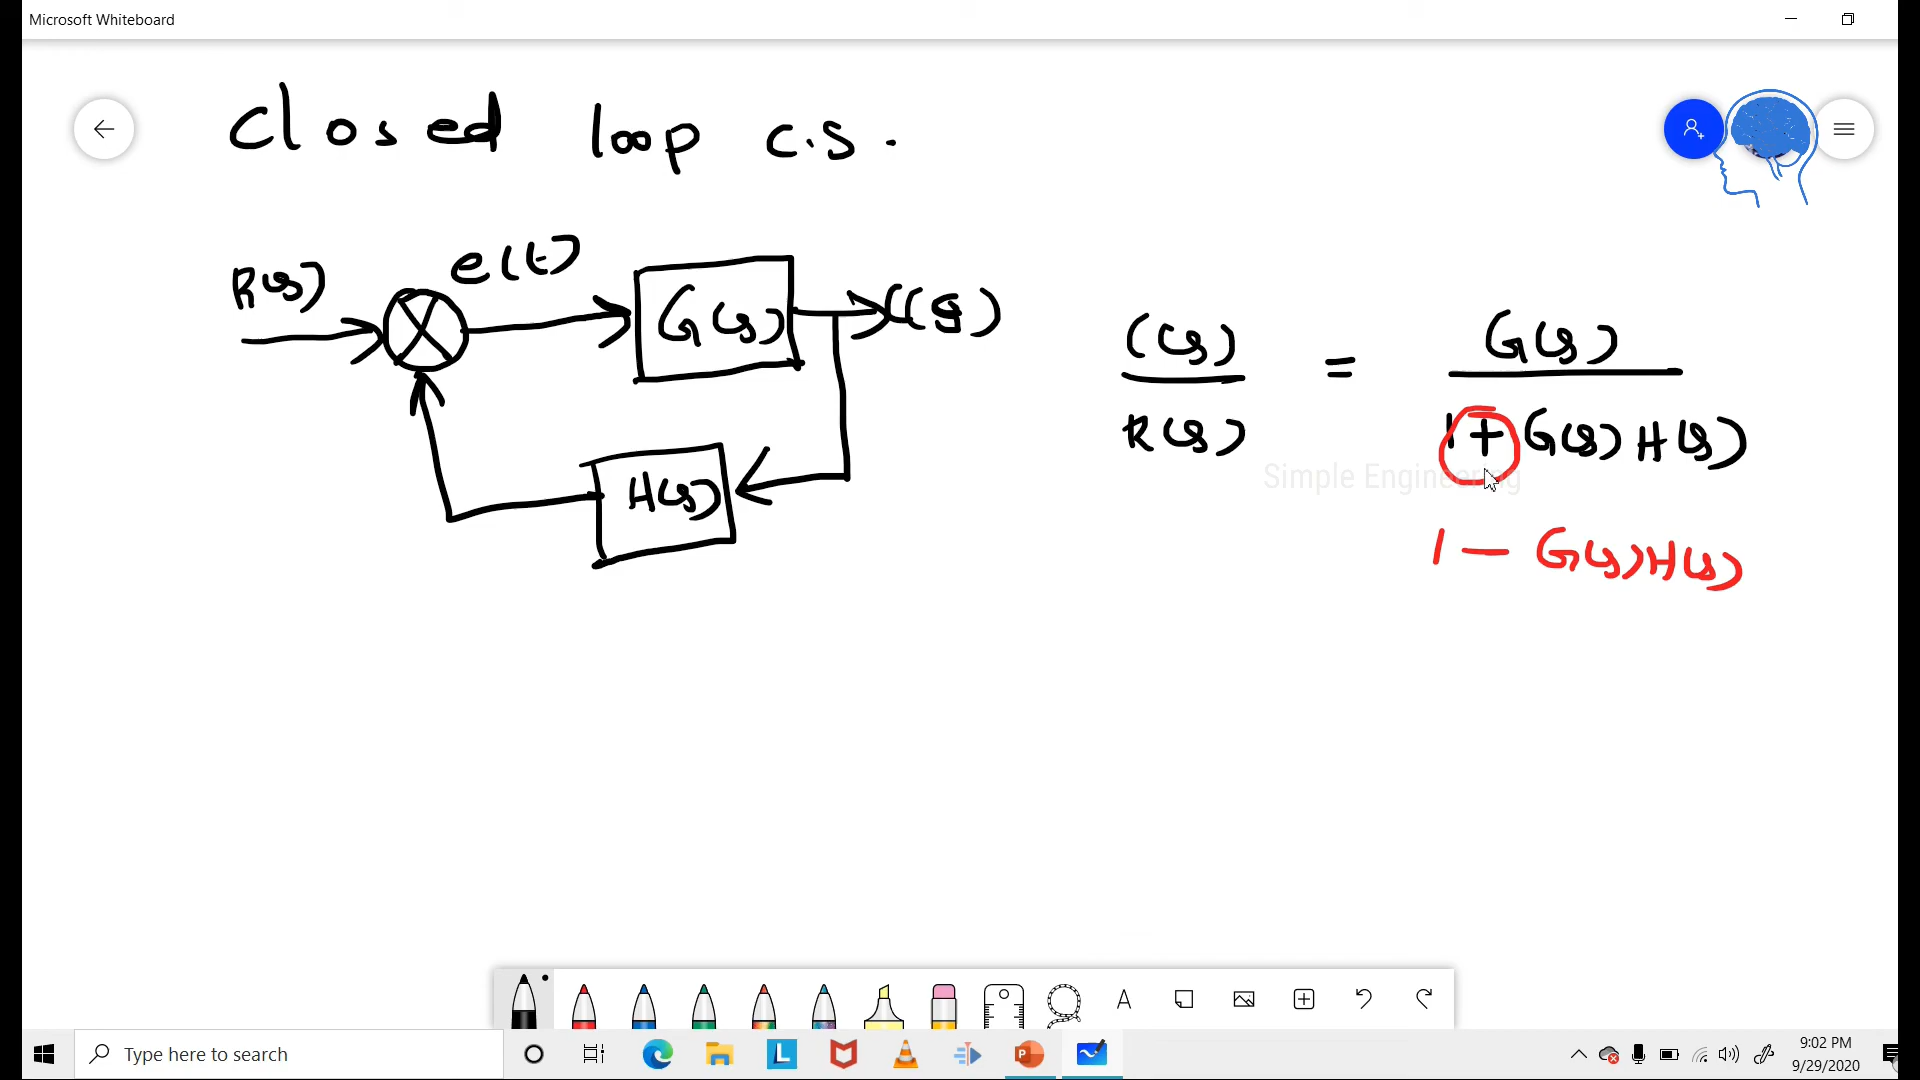 Microsoft Whiteboard
Closed loop C.S.
R(s)
e(t)
G(s)
C(s)
H(s)
C(s)
R(s)
=
G(s)
1 + G(s) H(s)
Simple Engineering
1 - G(s) H(s)
Type here to search
9:02 PM
9/29/2020